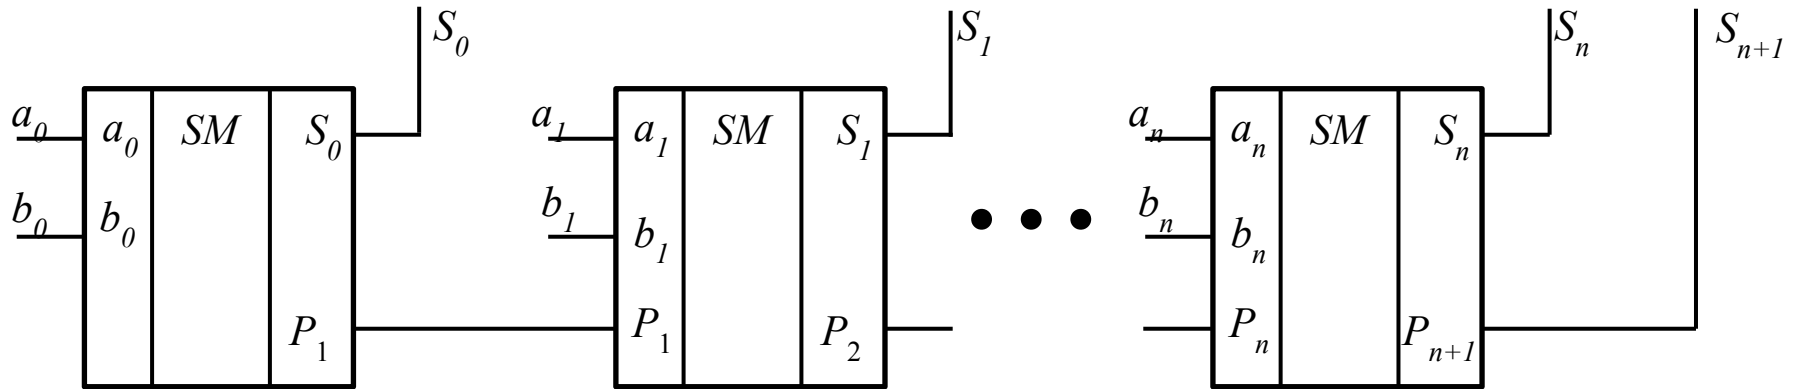 S0 S1 Sn Sn+1
a0 a0 SM S0 a1 a1 SM S1 an an SM Sn
b0 b0 b1 b1 bn bn
P1 P1 P2 Pn Pn+1